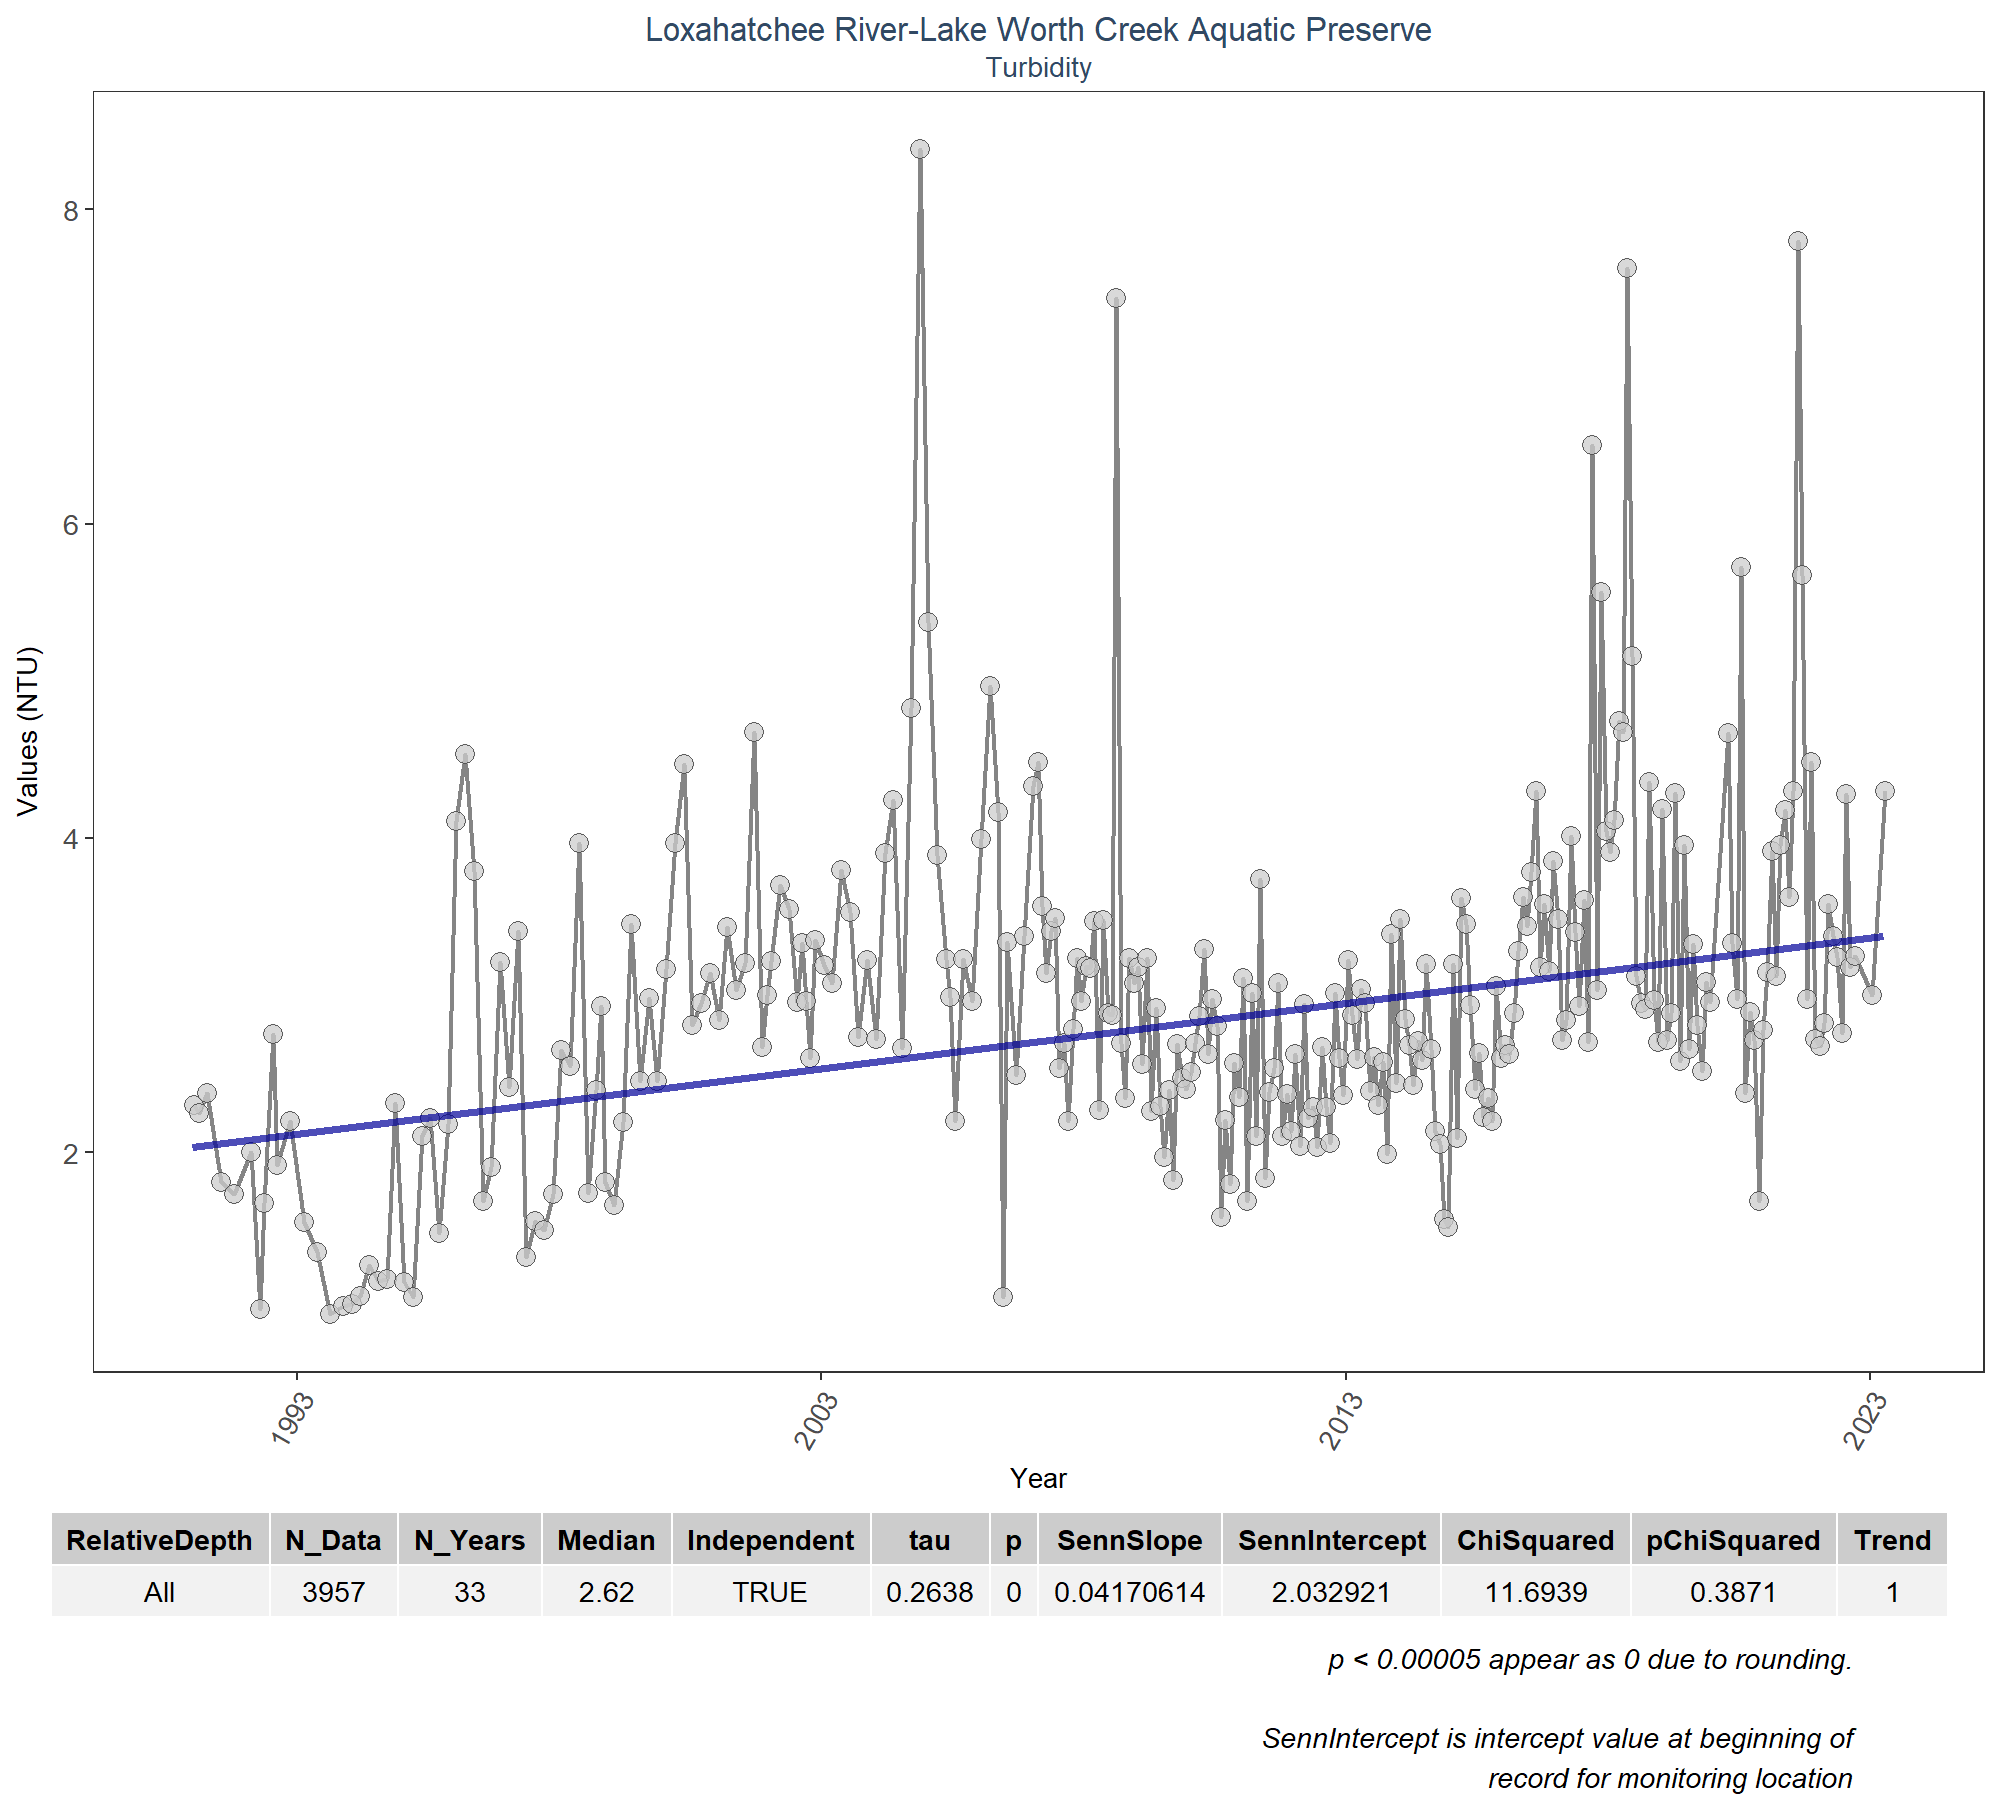 Loxahatchee River-Lake Worth Creek Aquatic Preserve
Turbidity
8
6
4
2
Values (NTU)
1993
2003
2013
2023
Year
RelativeDepth N_Data N_Years Median Independent tau p SennSlope SennIntercept ChiSquared pChiSquared Trend
All 3957 33 2.62 TRUE 0.2638 0 0.04170614 2.032921 11.6939 0.3871 1
p < 0.00005 appear as 0 due to rounding.
SennIntercept is intercept value at beginning of
record for monitoring location